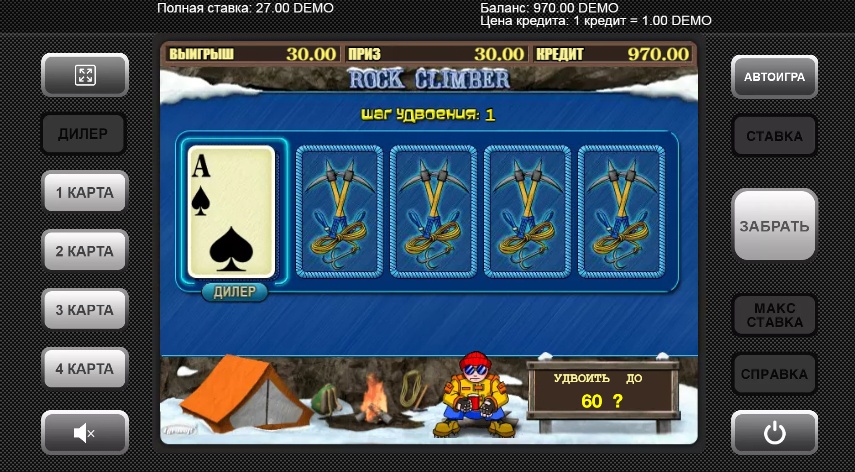 Полная ставка: 27.00 DEMO
Баланс: 970.00 DEMO
Цена кредита: 1 кредит = 1.00 DEMO
ВЫИГРЫШ 30.00 ПРИЗ 30.00 КРЕДИТ 970.00
ROCK CLIMBER
ШАГ УДВОЕНИЯ: 1
A
ДИЛЕР
ДИЛЕР
1 КАРТА
2 КАРТА
3 КАРТА
4 КАРТА
АВТОИГРА
СТАВКА
ЗАБРАТЬ
МАКС
СТАВКА
СПРАВКА
УДВОИТЬ ДО
60 ?